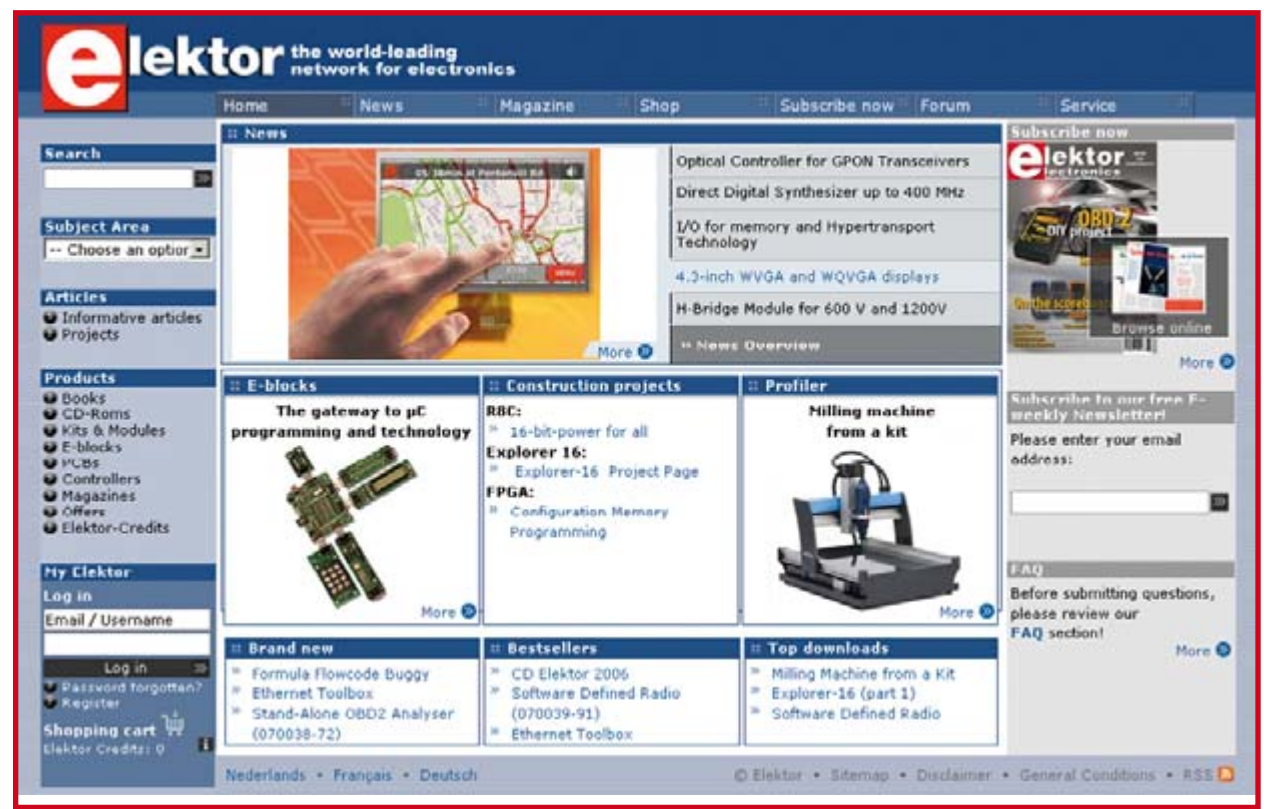 elektor the world-leading
network for electronics
Home News Magazine Shop Subscribe now Forum Service
Search
Subject Area
-- Choose an option
Articles
Informative articles
Projects
Products
Books
CD-Roms
Kits & Modules
E-blocks
PCBs
Controllers
Magazines
Offers
Elektor-Credits
My Elektor
Log in
Email / Username
Log in
Password forgotten?
Register
Shopping cart
Elektor Credits: 0
News
MENU
More
Optical Controller for GPON Transceivers
Direct Digital Synthesizer up to 400 MHz
I/O for memory and Hypertransport
Technology
4.3-inch WVGA and WQVGA displays
H-Bridge Module for 600 V and 1200V
News Overview
E-blocks
The gateway to µC
programming and technology
More
Construction projects
R8C:
16-bit-power for all
Explorer 16:
Explorer-16 Project Page
FPGA:
Configuration Memory
Programming
Profiler
Milling machine
from a kit
More
Brand new
Formula Flowcode Buggy
Ethernet Toolbox
Stand-Alone OBD2 Analyser
(070038-72)
Bestsellers
CD Elektor 2006
Software Defined Radio
(070039-91)
Ethernet Toolbox
Top downloads
Milling Machine from a Kit
Explorer-16 (part 1)
Software Defined Radio
Subscribe now
elektor
electronics
OBD-2
DIY project
On the scoreboard
Browse online
More
Subscribe to our free E-
weekly Newsletter!
Please enter your email
address:
FAQ
Before submitting questions,
please review our
FAQ section!
More
Nederlands • Français • Deutsch
© Elektor • Sitemap • Disclaimer • General Conditions • RSS